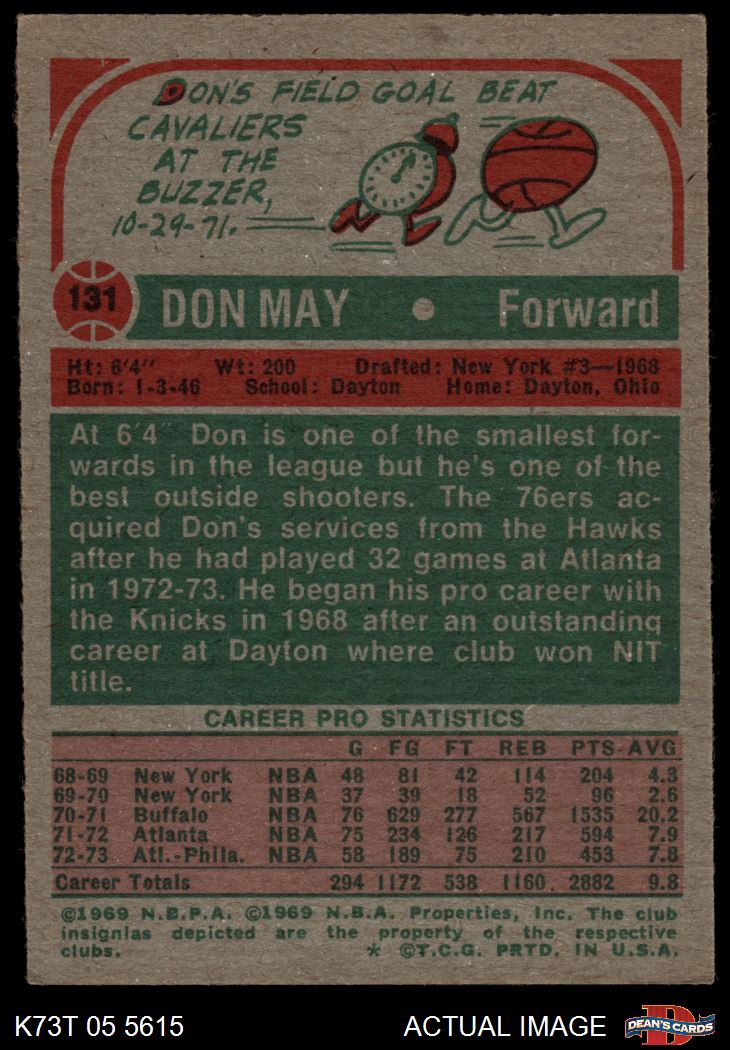 DON'S FIELD GOAL BEAT
CAVALIERS
AT THE
BUZZER,
10-29-71.
131 DON MAY ● Forward
Ht: 6'4" Wt: 200 Drafted: New York #3—1968
Born: 1-3-46 School: Dayton Home: Dayton, Ohio
At 6'4" Don is one of the smallest for-
wards in the league but he's one of the
best outside shooters. The 76ers ac-
quired Don's services from the Hawks
after he had played 32 games at Atlanta
in 1972-73. He began his pro career with
the Knicks in 1968 after an outstanding
career at Dayton where club won NIT
title.
CAREER PRO STATISTICS
G FG FT REB PTS-AVG
68-69 New York NBA 48 81 42 114 204 4.3
69-70 New York NBA 37 39 18 52 96 2.6
70-71 Buffalo NBA 76 629 277 567 1535 20.2
71-72 Atlanta NBA 75 234 126 217 594 7.9
72-73 Atl.-Phila. NBA 58 189 75 210 453 7.8
Career Totals 294 1172 538 1160 2882 9.8
©1969 N.B.P.A. ©1969 N.B.A. Properties, Inc. The club
insignias depicted are the property of the respective
clubs. * ©T.C.G. PRTD. IN U.S.A.
K73T 05 5615 ACTUAL IMAGE DEAN'S CARDS